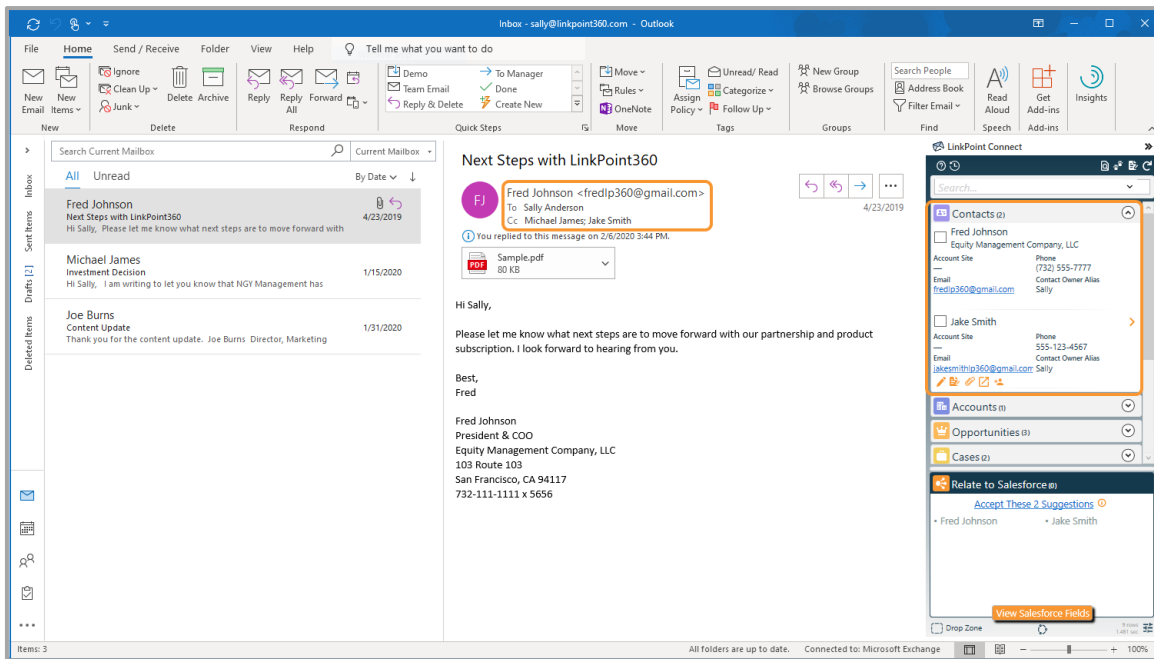 Inbox - sally@linkpoint360.com - Outlook
File Home Send / Receive Folder View Help Tell me what you want to do
New Email
New Items
Ignore
Clean Up
Junk
Delete
Archive
Reply
Reply All
Forward
Demo
Team Email
Reply & Delete
To Manager
Done
Create New
Move
Rules
OneNote
Assign Policy
Unread/ Read
Categorize
Follow Up
New Group
Browse Groups
Search People
Address Book
Filter Email
Read Aloud
Get Add-ins
Insights
New Delete Respond Quick Steps Move Tags Groups Find Speech Add-ins
Inbox
Sent Items
Drafts [2]
Deleted Items
Search Current Mailbox
Current Mailbox
All Unread
By Date
Fred Johnson
Next Steps with LinkPoint360 4/23/2019
Hi Sally, Please let me know what next steps are to move forward with
Michael James
Investment Decision 1/15/2020
Hi Sally, I am writing to let you know that NGY Management has
Joe Burns
Content Update 1/31/2020
Thank you for the content update. Joe Burns Director, Marketing
Next Steps with LinkPoint360
FJ
Fred Johnson <fredlp360@gmail.com>
To Sally Anderson
Cc Michael James; Jake Smith
4/23/2019
You replied to this message on 2/6/2020 3:44 PM.
PDF
Sample.pdf
80 KB
Hi Sally,
Please let me know what next steps are to move forward with our partnership and product
subscription. I look forward to hearing from you.
Best,
Fred
Fred Johnson
President & COO
Equity Management Company, LLC
103 Route 103
San Francisco, CA 94117
732-111-1111 x 5656
LinkPoint Connect
Search...
Contacts (2)
Fred Johnson
Equity Management Company, LLC
Account Site Phone
— (732) 555-7777
Email Contact Owner Alias
fredlp360@gmail.com Sally
Jake Smith
Account Site Phone
— 555-123-4567
Email Contact Owner Alias
jakesmithlp360@gmail.com Sally
Accounts (1)
Opportunities (3)
Cases (2)
Relate to Salesforce (0)
Accept These 2 Suggestions
• Fred Johnson • Jake Smith
View Salesforce Fields
Drop Zone
9 rows
1.481 sec
Items: 3
All folders are up to date. Connected to: Microsoft Exchange
100%